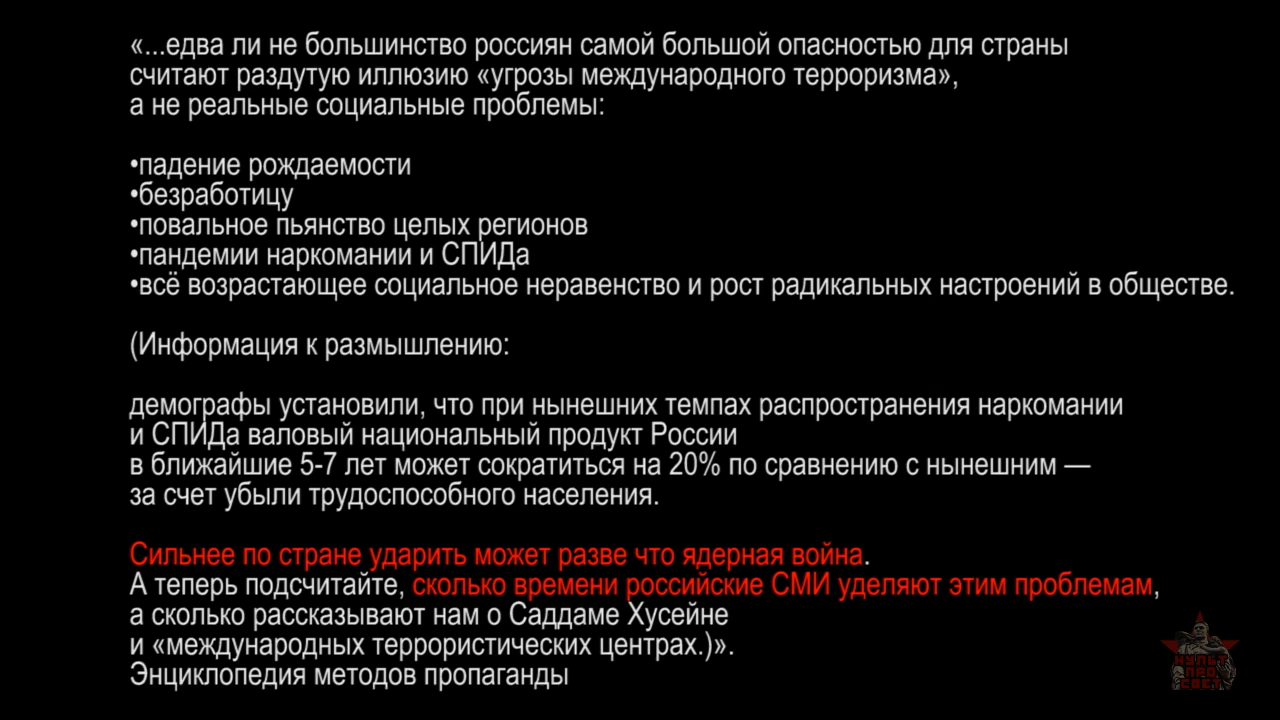 «...едва ли не большинство россиян самой большой опасностью для страны
считают раздутую иллюзию «угрозы международного терроризма»,
а не реальные социальные проблемы:
•падение рождаемости
•безработицу
•повальное пьянство целых регионов
•пандемии наркомании и СПИДа
•всё возрастающее социальное неравенство и рост радикальных настроений в обществе.
(Информация к размышлению:
демографы установили, что при нынешних темпах распространения наркомании
и СПИДа валовый национальный продукт России
в ближайшие 5-7 лет может сократиться на 20% по сравнению с нынешним —
за счет убыли трудоспособного населения.
Сильнее по стране ударить может разве что ядерная война.
А теперь подсчитайте, сколько времени российские СМИ уделяют этим проблемам,
а сколько рассказывают нам о Саддаме Хусейне
и «международных террористических центрах.)».
Энциклопедия методов пропаганды
КУЛЬТ
ПРО
СВЕТ